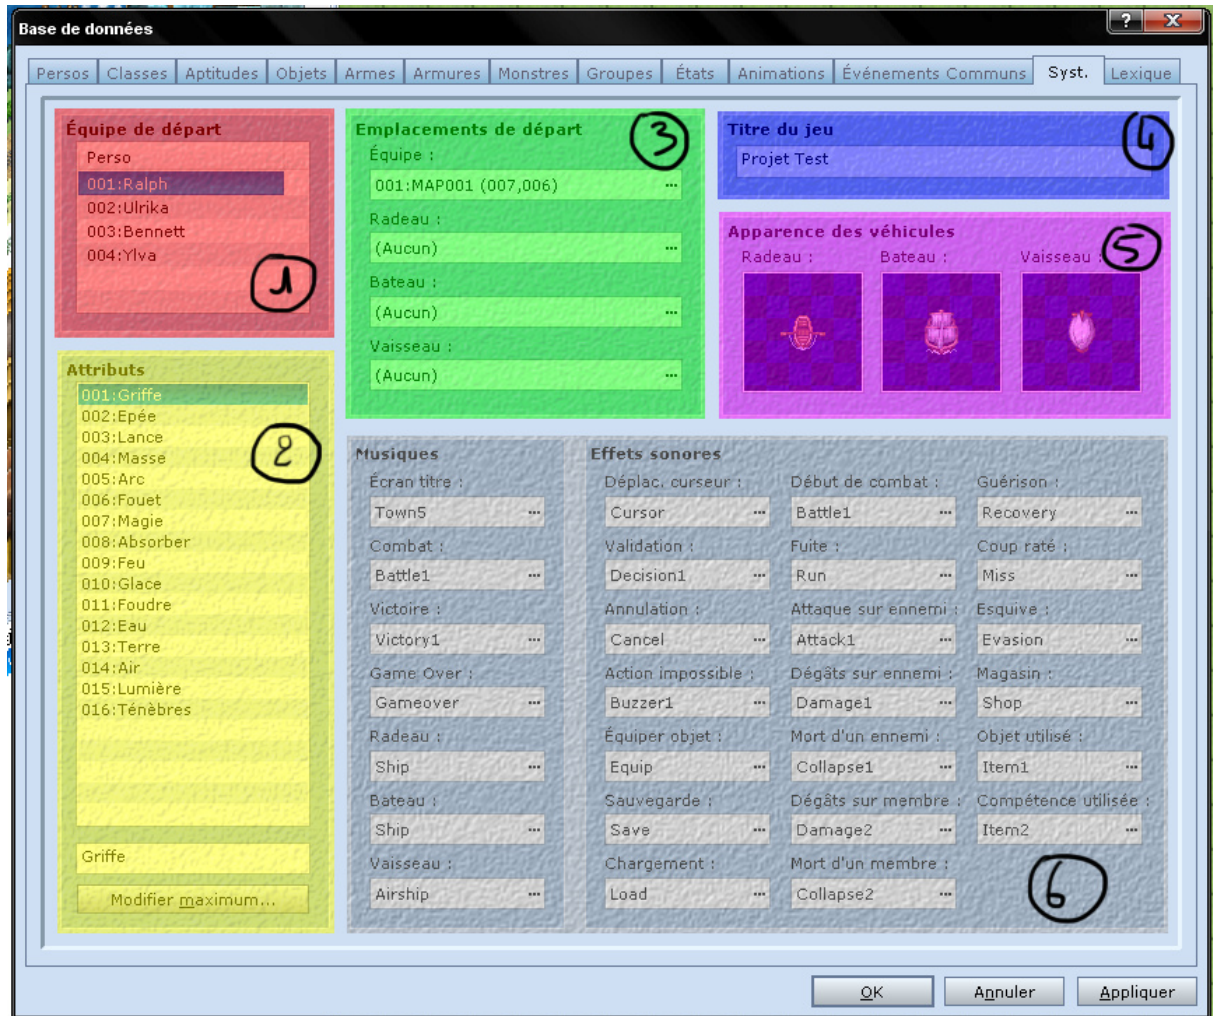 Base de données
?
X
Persos Classes Aptitudes Objets Armes Armures Monstres Groupes États Animations Événements Communs Syst. Lexique
Équipe de départ
Perso
001:Ralph
002:Ulrika
003:Bennett
004:Ylva
1
Attributs
001:Griffe
002:Epée
003:Lance
004:Masse
005:Arc
006:Fouet
007:Magie
008:Absorber
009:Feu
010:Glace
011:Foudre
012:Eau
013:Terre
014:Air
015:Lumière
016:Ténèbres
2
Griffe
Modifier maximum...
Emplacements de départ
3
Équipe :
001:MAP001 (007,006) ...
Radeau :
(Aucun) ...
Bateau :
(Aucun) ...
Vaisseau :
(Aucun) ...
Titre du jeu
4
Projet Test
Apparence des véhicules
5
Radeau : Bateau : Vaisseau :
Musiques
Écran titre :
Town5 ...
Combat :
Battle1 ...
Victoire :
Victory1 ...
Game Over :
Gameover ...
Radeau :
Ship ...
Bateau :
Ship ...
Vaisseau :
Airship ...
Effets sonores
Déplac. curseur : Début de combat : Guérison :
Cursor ... Battle1 ... Recovery ...
Validation : Fuite : Coup raté :
Decision1 ... Run ... Miss ...
Annulation : Attaque sur ennemi : Esquive :
Cancel ... Attack1 ... Evasion ...
Action impossible : Dégâts sur ennemi : Magasin :
Buzzer1 ... Damage1 ... Shop ...
Équiper objet : Mort d'un ennemi : Objet utilisé :
Equip ... Collapse1 ... Item1 ...
Sauvegarde : Dégâts sur membre : Compétence utilisée :
Save ... Damage2 ... Item2 ...
Chargement : Mort d'un membre :
Load ... Collapse2 ...
6
OK Annuler Appliquer